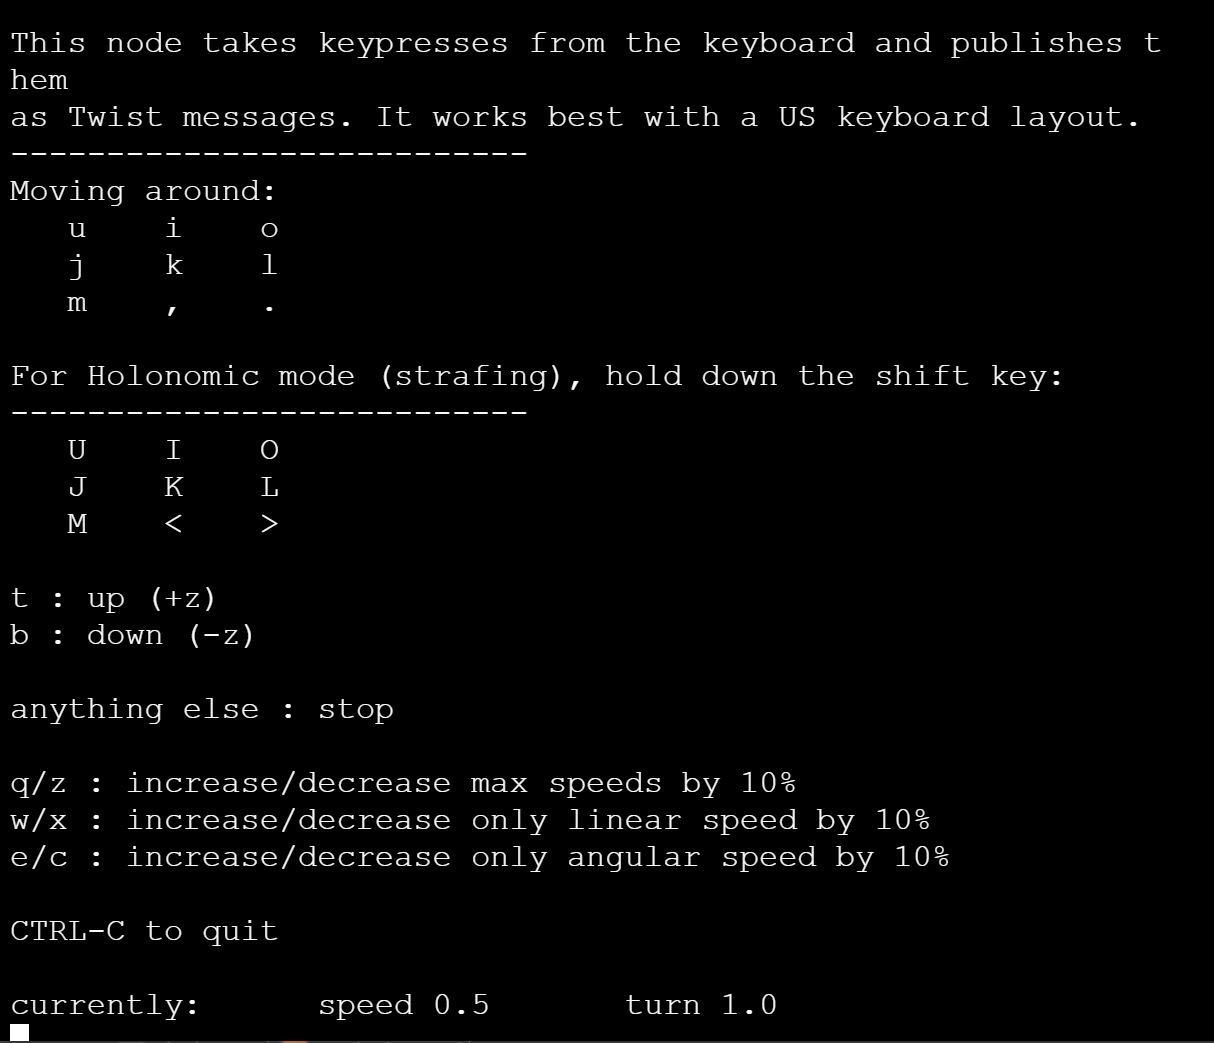 This node takes keypresses from the keyboard and publishes t
hem
as Twist messages. It works best with a US keyboard layout.
---------------------------
Moving around:
   u    i    o
   j    k    l
   m    ,    .

For Holonomic mode (strafing), hold down the shift key:
---------------------------
   U    I    O
   J    K    L
   M    <    >

t : up (+z)
b : down (-z)

anything else : stop

q/z : increase/decrease max speeds by 10%
w/x : increase/decrease only linear speed by 10%
e/c : increase/decrease only angular speed by 10%

CTRL-C to quit

currently:      speed 0.5       turn 1.0